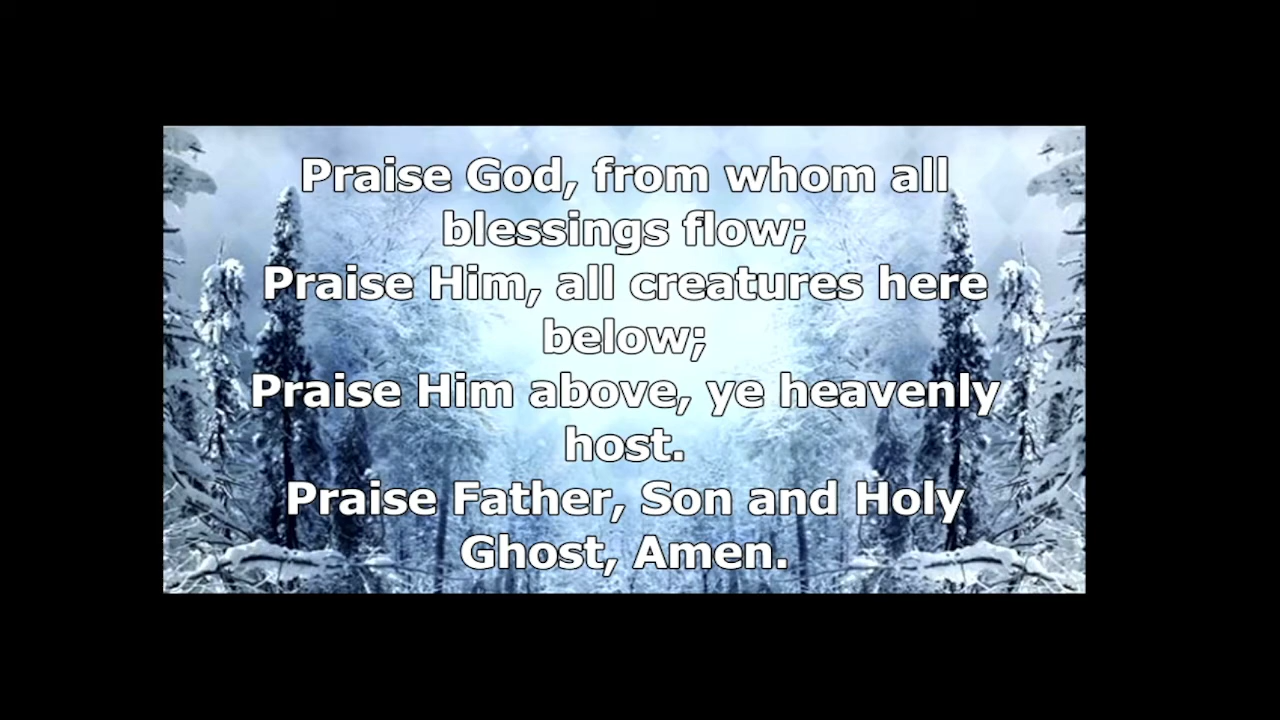 Praise God, from whom all
blessings flow;
Praise Him, all creatures here
below;
Praise Him above, ye heavenly
host.
Praise Father, Son and Holy
Ghost, Amen.